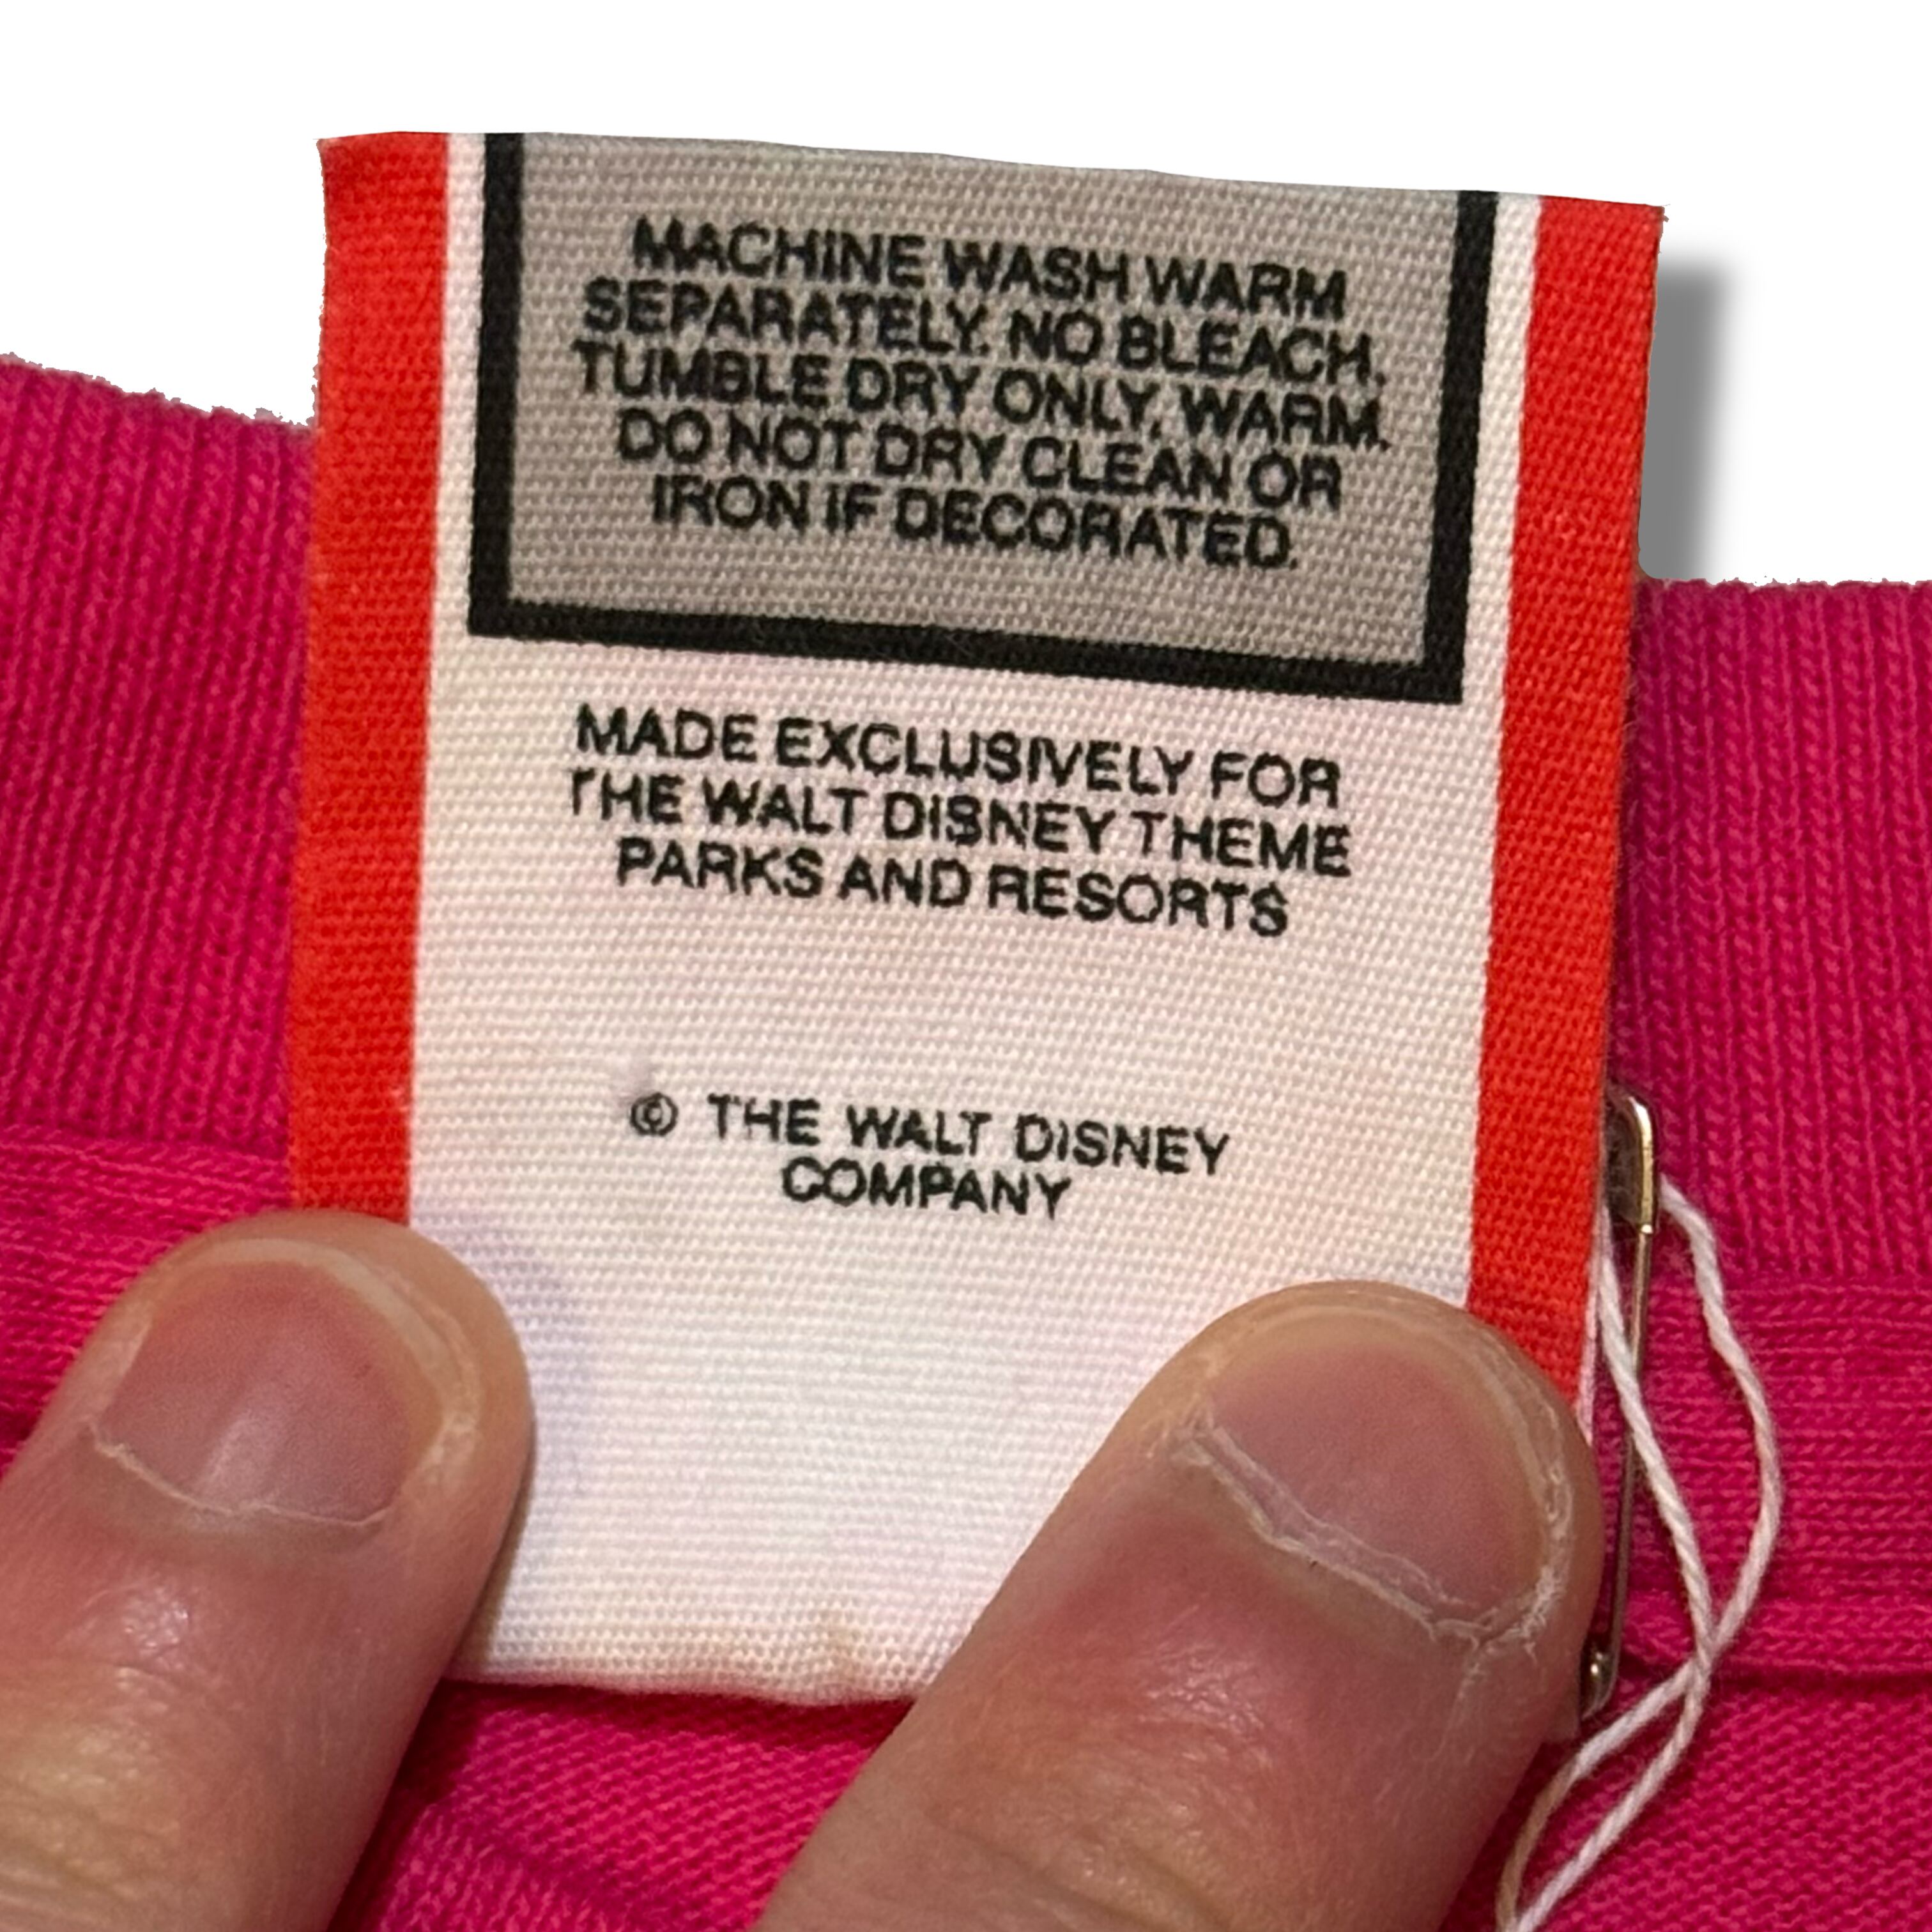 MACHINE WASH WARM
SEPARATELY. NO BLEACH.
TUMBLE DRY ONLY, WARM.
DO NOT DRY CLEAN OR
IRON IF DECORATED.
MADE EXCLUSIVELY FOR
THE WALT DISNEY THEME
PARKS AND RESORTS
© THE WALT DISNEY
COMPANY